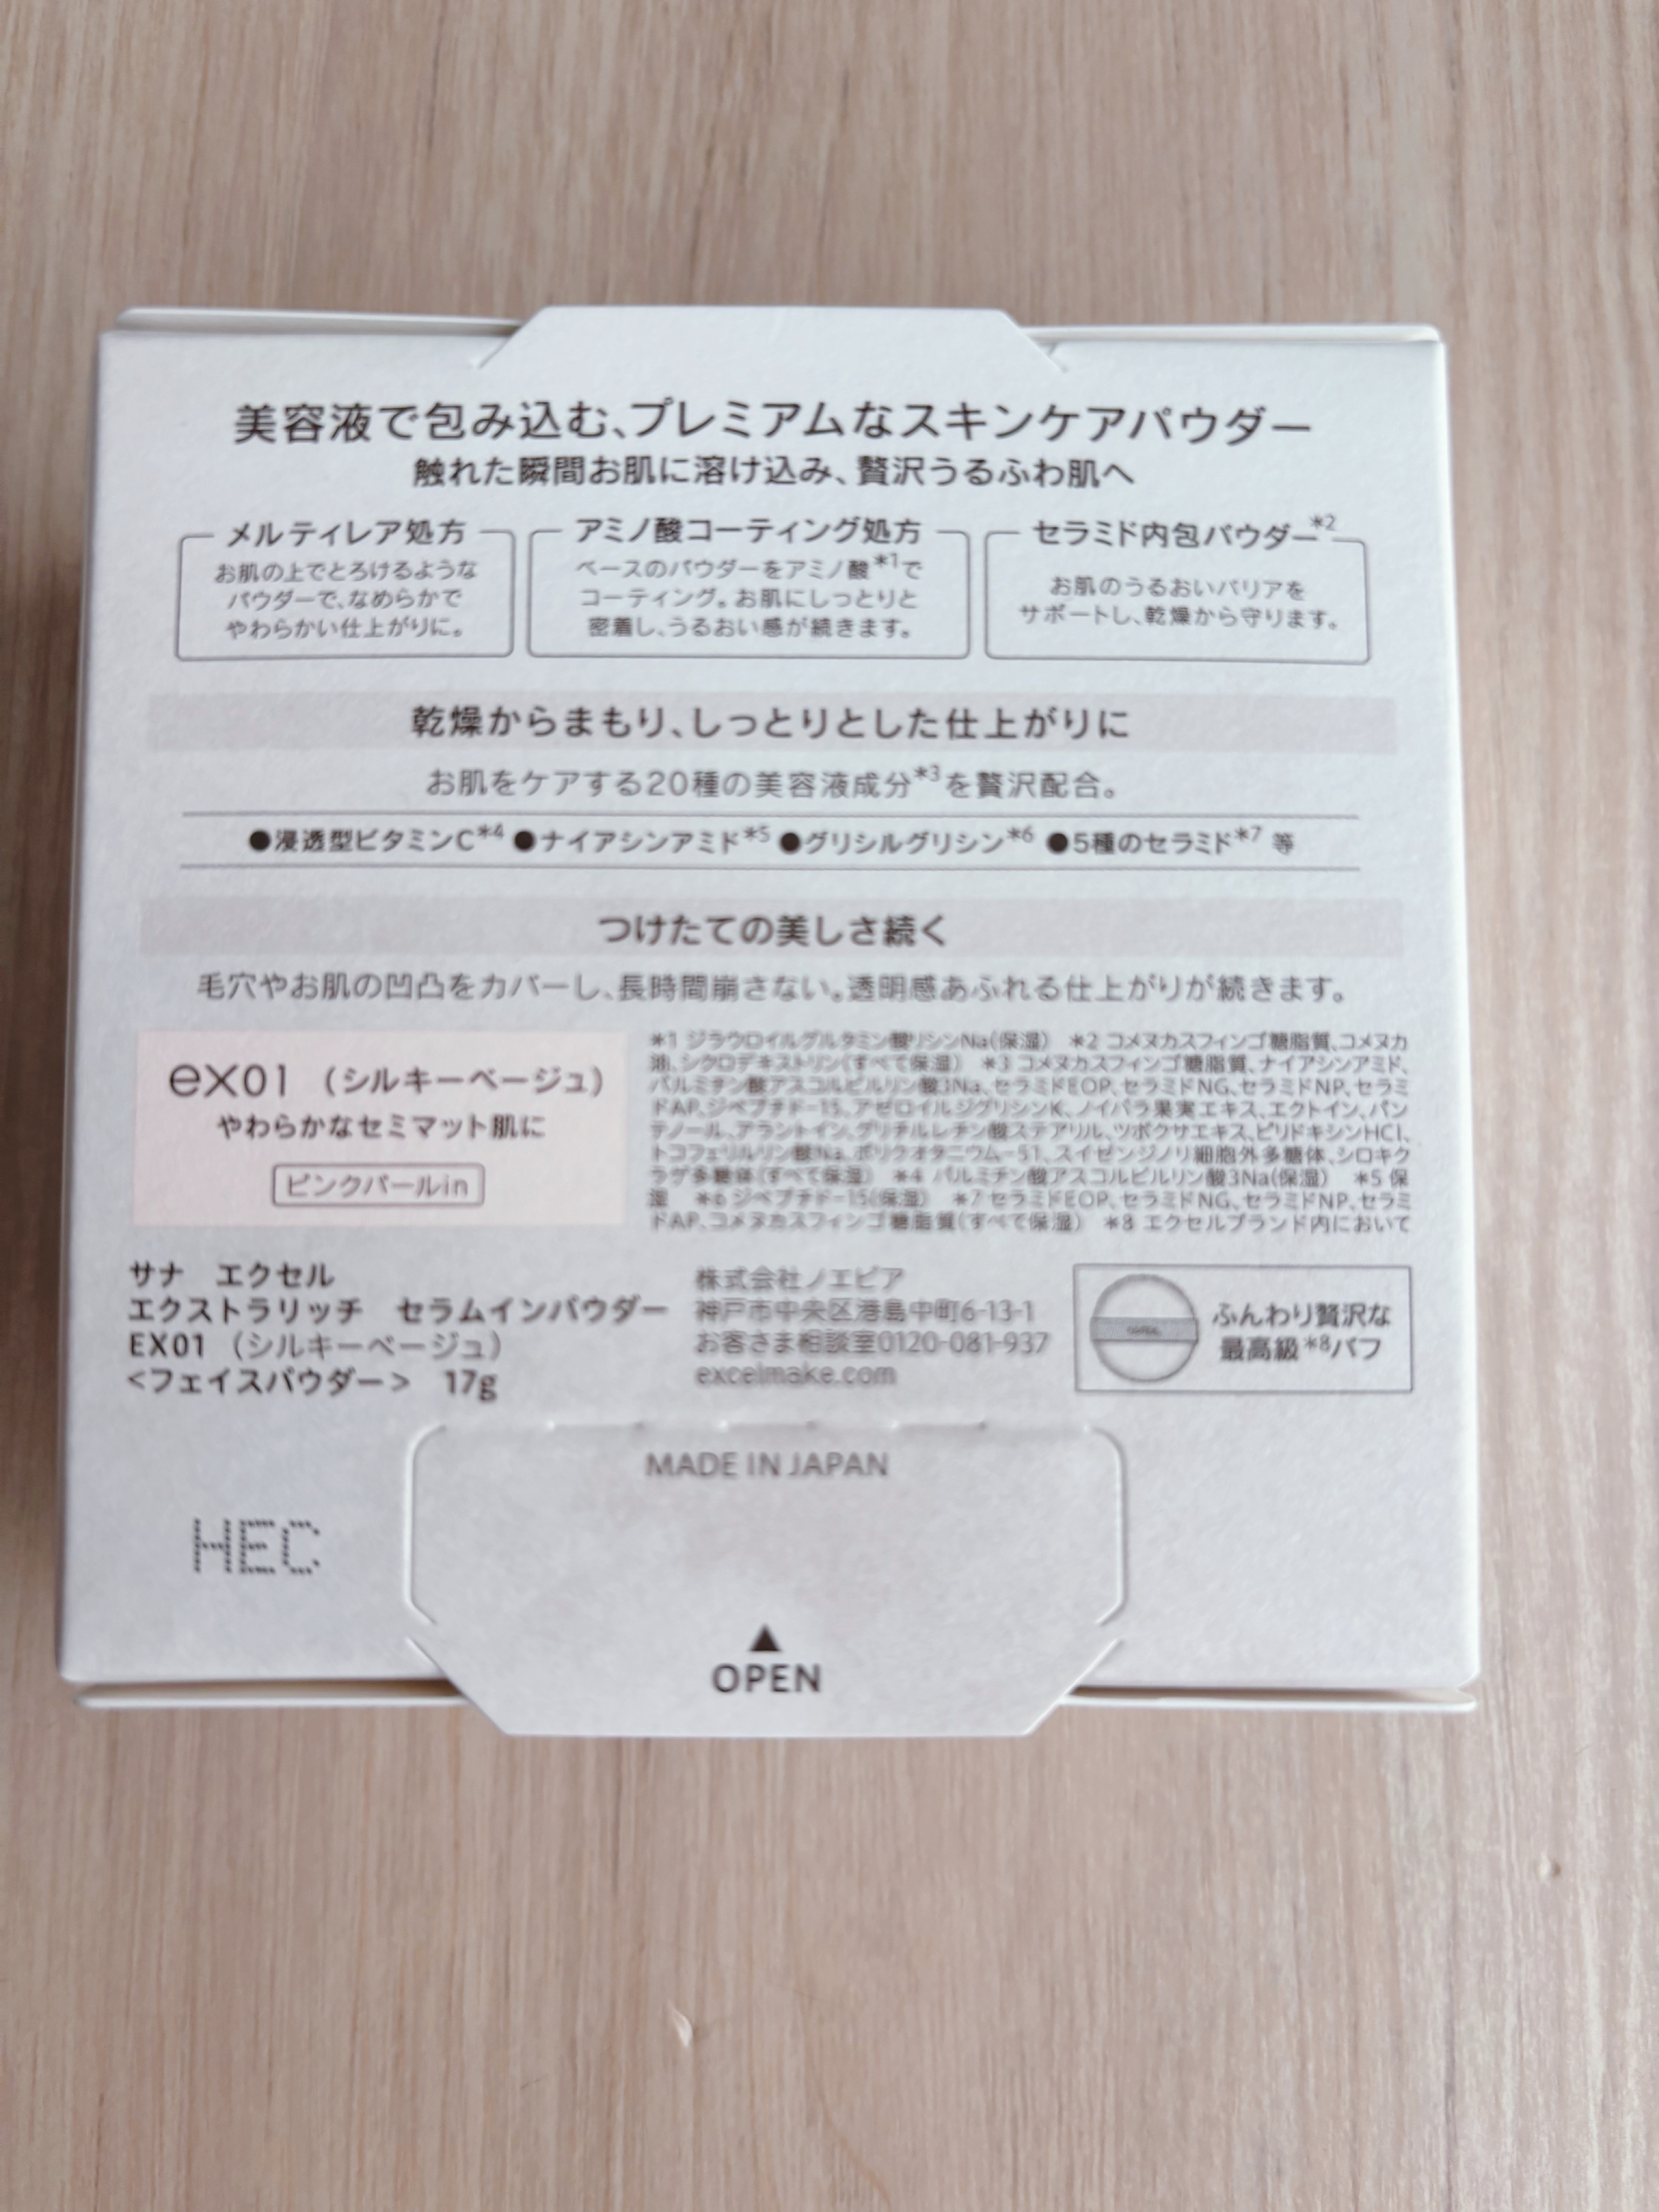 美容液で包み込む、プレミアムなスキンケアパウダー
触れた瞬間お肌に溶け込み、贅沢うるふわ肌へ
メルティレア処方
お肌の上でとろけるような
パウダーで、なめらかで
やわらかい仕上がりに。
アミノ酸コーティング処方
ベースのパウダーをアミノ酸*1で
コーティング。お肌にしっとりと
密着し、うるおい感が続きます。
セラミド内包パウダー*2
お肌のうるおいバリアを
サポートし、乾燥から守ります。
乾燥からまもり、しっとりとした仕上がりに
お肌をケアする20種の美容液成分*3を贅沢配合。
●浸透型ビタミンC*4 ●ナイアシンアミド*5 ●グリシルグリシン*6 ●5種のセラミド*7 等
つけたての美しさ続く
毛穴やお肌の凹凸をカバーし、長時間崩さない。透明感あふれる仕上がりが続きます。
ex01 (シルキーベージュ)
やわらかなセミマット肌に
ピンクパールin
*1 ジラウロイルグルタミン酸リシンNa(保湿) *2 コメヌカスフィンゴ糖脂質、コメヌカ
油、シクロデキストリン(すべて保湿) *3 コメヌカスフィンゴ糖脂質、ナイアシンアミド、
パルミチン酸アスコルビルリン酸3Na、セラミドEOP、セラミドNG、セラミドNP、セラミ
ドAP、ジペプチド-15、アゼロイルジグリシンK、ノイバラ果実エキス、エクトイン、パン
テノール、アラントイン、グリチルレチン酸ステアリル、ツボクサエキス、ピリドキシンHCl、
トコフェリルリン酸Na、ポリクオタニウム-51、スイゼンジノリ細胞外多糖体、シロキク
ラゲ多糖体(すべて保湿) *4 パルミチン酸アスコルビルリン酸3Na(保湿) *5 保
湿 *6 ジペプチド-15(保湿) *7 セラミドEOP、セラミドNG、セラミドNP、セラミ
ドAP、コメヌカスフィンゴ糖脂質(すべて保湿) *8 エクセルブランド内において
サナ エクセル
エクストラリッチ セラムインパウダー
EX01 (シルキーベージュ)
<フェイスパウダー> 17g
株式会社ノエビア
神戸市中央区港島中町6-13-1
お客さま相談室0120-081-937
excelmake.com
ふんわり贅沢な
最高級*8パフ
MADE IN JAPAN
HEC
▲
OPEN